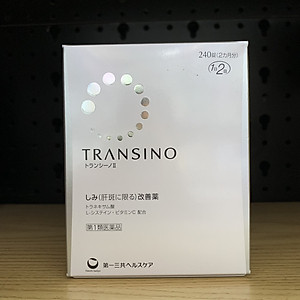 240錠(2ヵ月分)
1日2回
TRANSINO
トランシーノⅡ
しみ(肝斑に限る)改善薬
トラネキサム酸
L-システイン・ビタミンC 配合
第1類医薬品
第一三共ヘルスケア